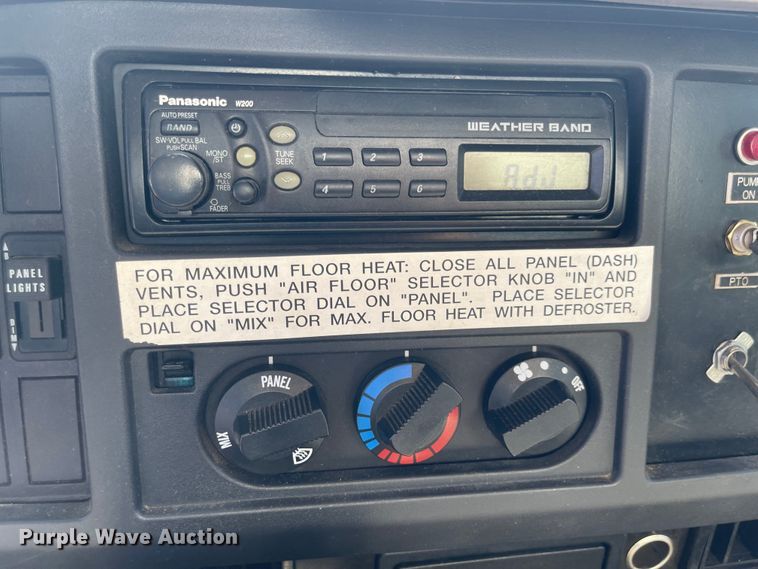 Panasonic W200
WEATHER BAND
AUTO PRESET
BAND
SW-VOL PULL BAL
PUSH SCAN
MONO
/ST
TUNE
SEEK
BASS
PULL
TREB
FADER
1 2 3
4 5 6
AdJ
PUMP
ON
PTO
B
PANEL
LIGHTS
DIM
FOR MAXIMUM FLOOR HEAT: CLOSE ALL PANEL (DASH)
VENTS, PUSH "AIR FLOOR" SELECTOR KNOB "IN" AND
PLACE SELECTOR DIAL ON "PANEL". PLACE SELECTOR
DIAL ON "MIX" FOR MAX. FLOOR HEAT WITH DEFROSTER.
PANEL
MIX
OFF
Purple Wave Auction